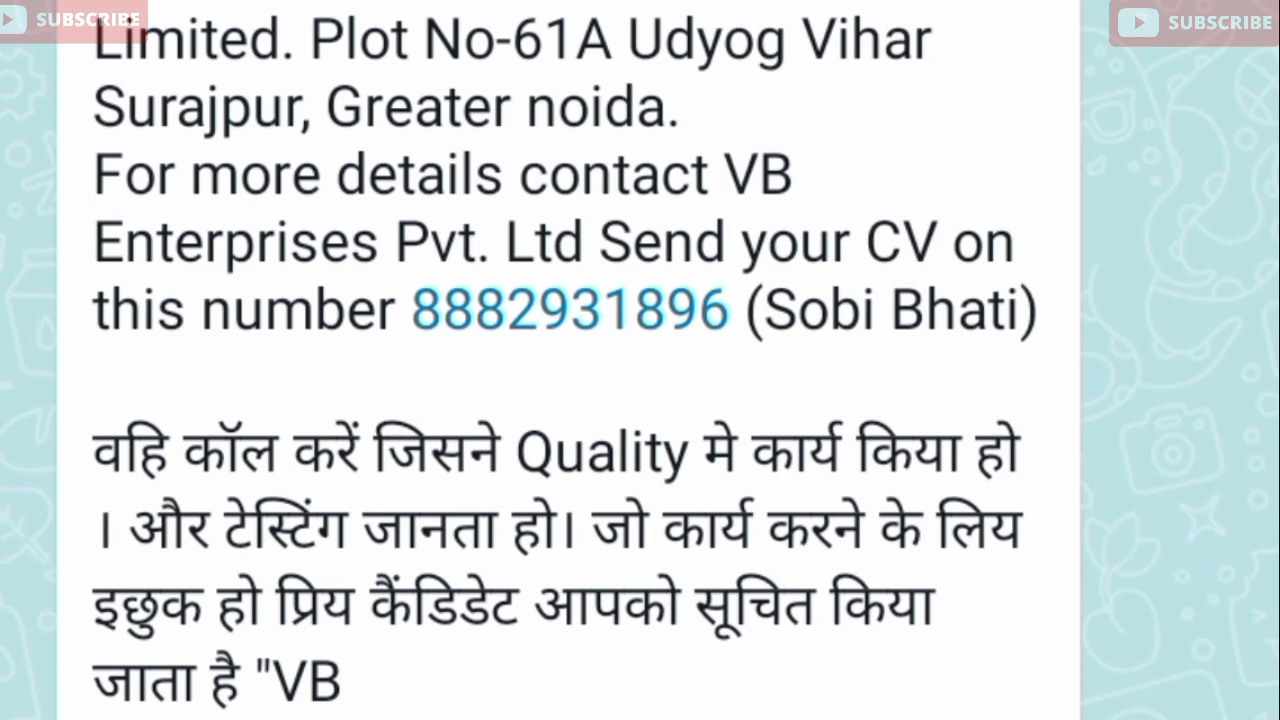 SUBSCRIBE
SUBSCRIBE
Limited. Plot No-61A Udyog Vihar
Surajpur, Greater noida.
For more details contact VB
Enterprises Pvt. Ltd Send your CV on
this number 8882931896 (Sobi Bhati)
वहि कॉल करें जिसने Quality मे कार्य किया हो
। और टेस्टिंग जानता हो। जो कार्य करने के लिय
इछुक हो प्रिय कैंडिडेट आपको सूचित किया
जाता है "VB